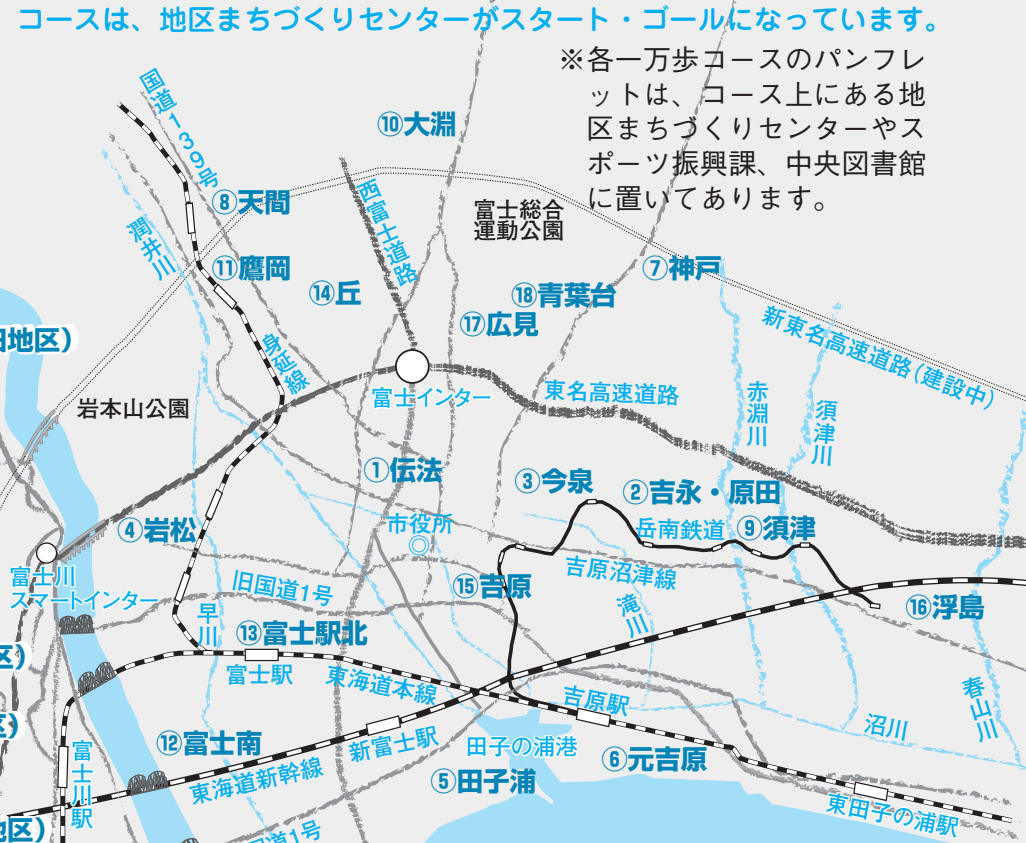 コースは、地区まちづくりセンターがスタート・ゴールになっています。
※各一万歩コースのパンフレ
ットは、コース上にある地
区まちづくりセンターやス
ポーツ振興課、中央図書館
に置いてあります。
国道139号
⑩大淵
⑧天間
西富士道路
富士総合
運動公園
潤井川
⑪鷹岡
⑭丘
⑦神戸
⑱青葉台
⑰広見
新東名高速道路(建設中)
地区)
身延線
岩本山公園
富士インター
東名高速道路
赤淵川
須津川
①伝法
③今泉
②吉永・原田
④岩松
市役所
◎
岳南鉄道
⑨須津
富士川
スマートインター
旧国道1号
⑮吉原
吉原沼津線
滝川
⑯浮島
早川
⑬富士駅北
区)
富士駅
東海道本線
吉原駅
春山川
沼川
区)
⑫富士南
新富士駅
田子の浦港
⑥元吉原
富士川駅
東海道新幹線
⑤田子浦
東田子の浦駅
地区)
国道1号